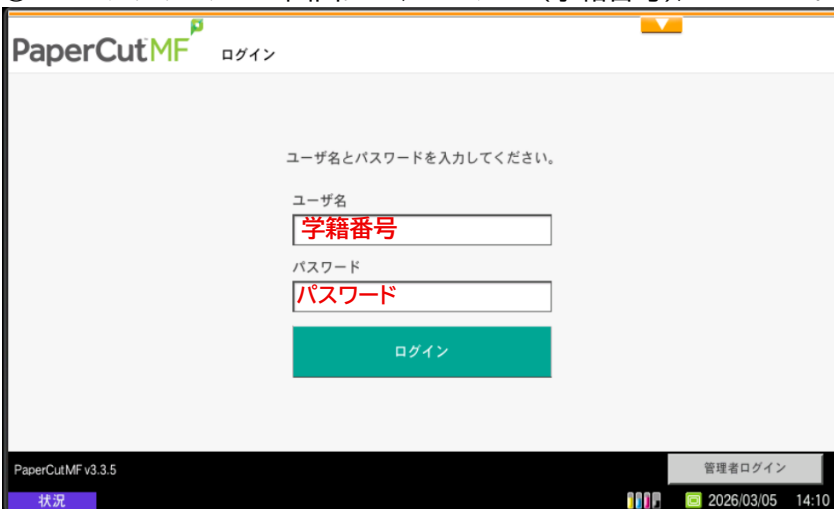 PaperCut MF
ログイン
ユーザ名とパスワードを入力してください。
ユーザ名
学籍番号
パスワード
パスワード
ログイン
PaperCutMF v3.3.5
管理者ログイン
状況
2026/03/05 14:10